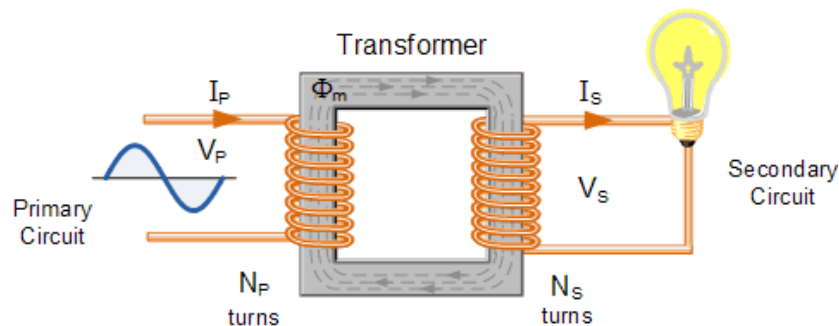 Transformer
Φm
IP
IS
VP
VS
Primary
Circuit
Secondary
Circuit
NP
turns
NS
turns